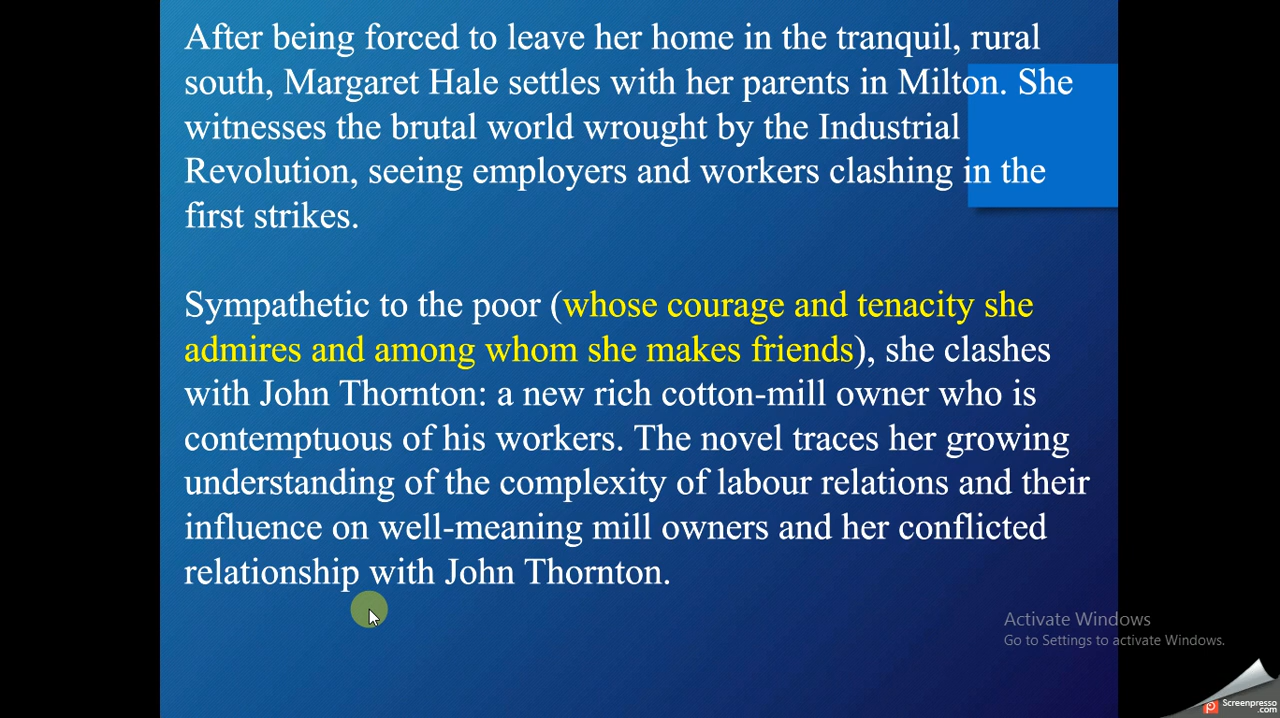 After being forced to leave her home in the tranquil, rural
south, Margaret Hale settles with her parents in Milton. She
witnesses the brutal world wrought by the Industrial
Revolution, seeing employers and workers clashing in the
first strikes.
Sympathetic to the poor (whose courage and tenacity she
admires and among whom she makes friends), she clashes
with John Thornton: a new rich cotton-mill owner who is
contemptuous of his workers. The novel traces her growing
understanding of the complexity of labour relations and their
influence on well-meaning mill owners and her conflicted
relationship with John Thornton.
Activate Windows
Go to Settings to activate Windows.
Screenpresso
.com